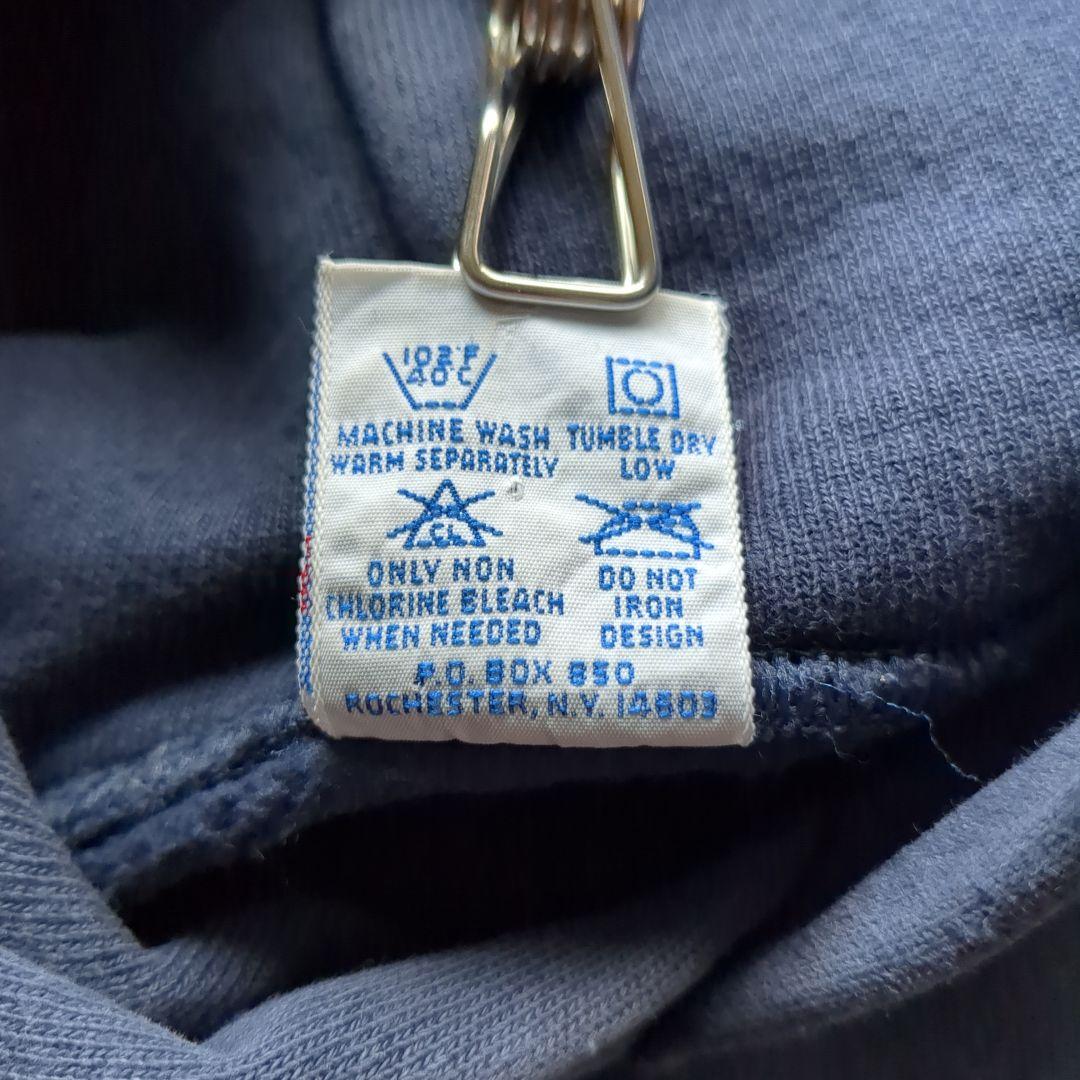 102°F
40°C
MACHINE WASH
WARM SEPARATELY
TUMBLE DRY
LOW
CL
ONLY NON
CHLORINE BLEACH
WHEN NEEDED
DO NOT
IRON
DESIGN
P.O. BOX 850
ROCHESTER, N.Y. 14603